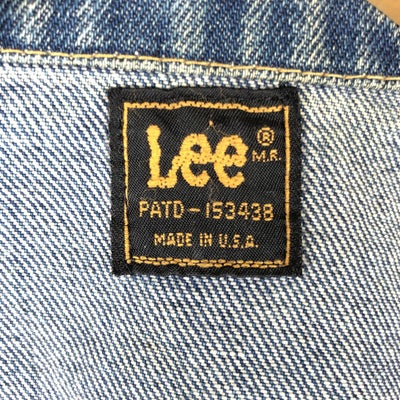 Lee ® M.R.
PATD-153438
MADE IN U.S.A.